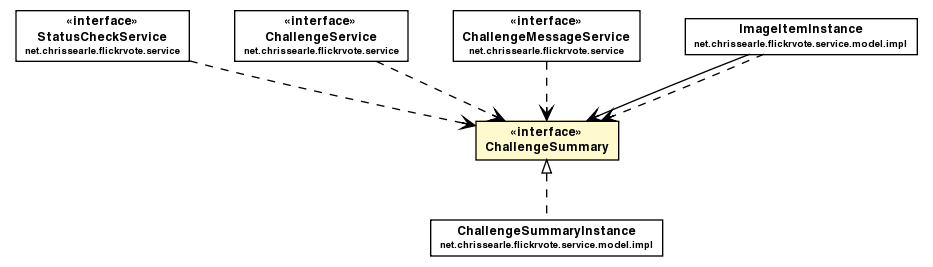 «interface»
StatusCheckService
net.chrissearle.flickrvote.service
«interface»
ChallengeService
net.chrissearle.flickrvote.service
«interface»
ChallengeMessageService
net.chrissearle.flickrvote.service
ImageItemInstance
net.chrissearle.flickrvote.service.model.impl
«interface»
ChallengeSummary
ChallengeSummaryInstance
net.chrissearle.flickrvote.service.model.impl